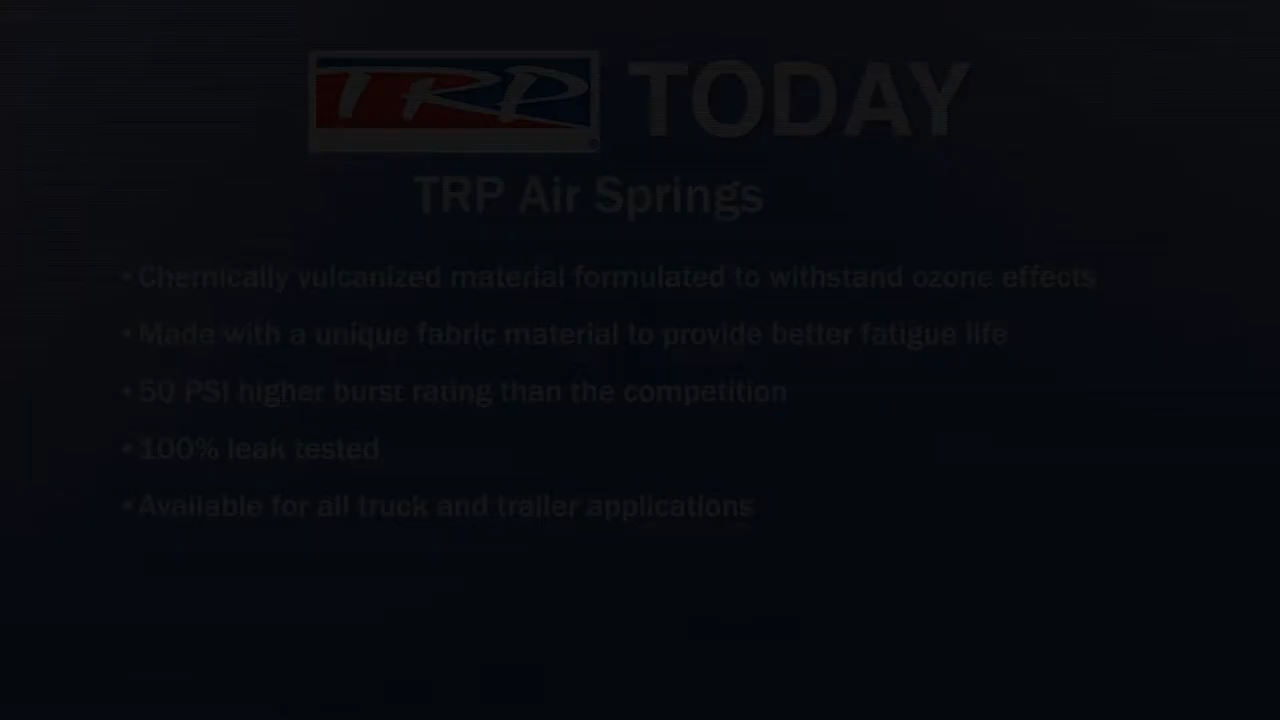 TRP TODAY
TRP Air Springs
• Chemically vulcanized material formulated to withstand ozone effects
• Made with a unique fabric material to provide better fatigue life
• 50 PSI higher burst rating than the competition
• 100% leak tested
• Available for all truck and trailer applications